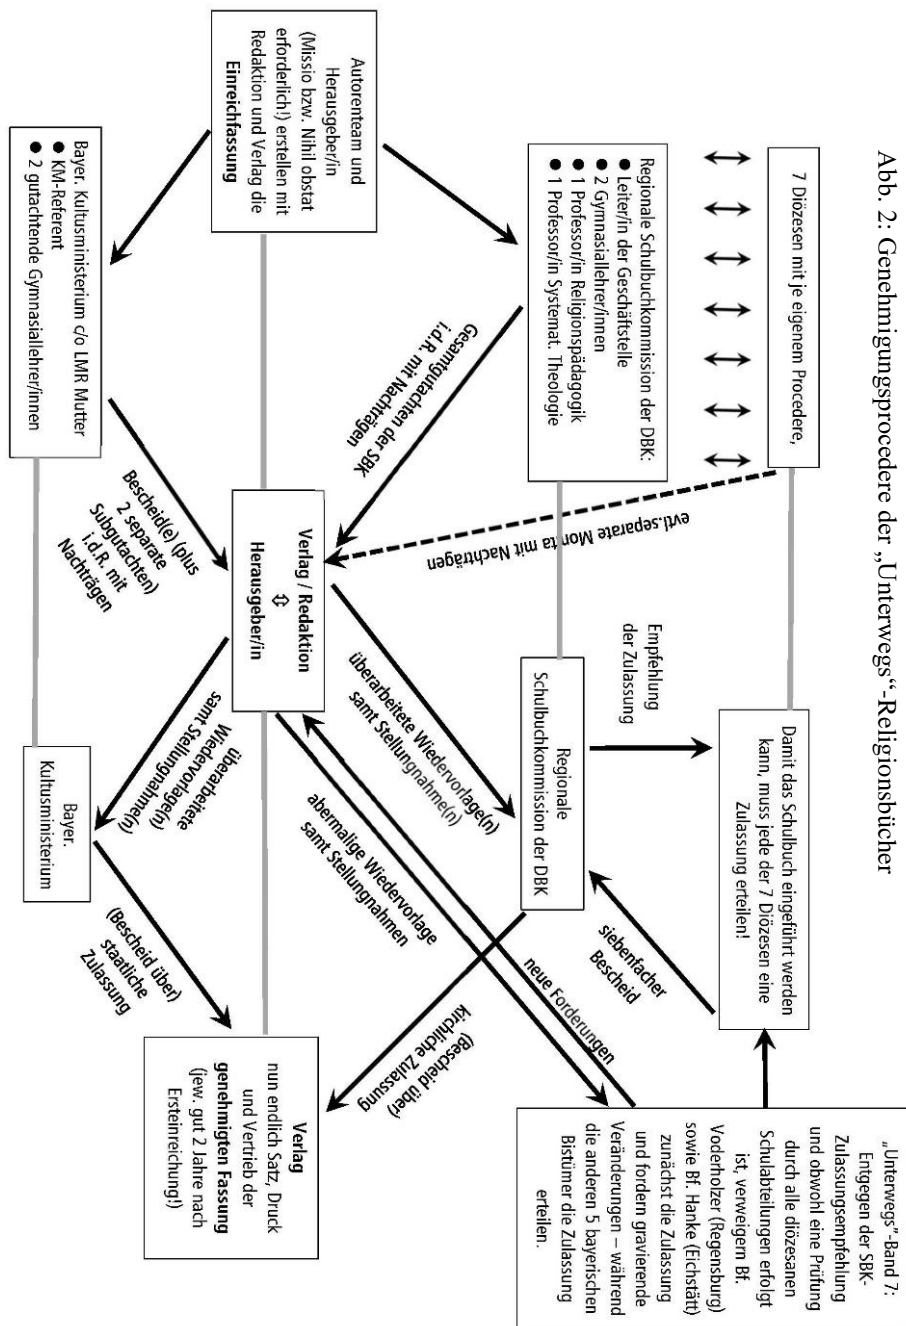 Abb. 2: Genehmigungsprocedere der „Unterwegs“-Religionsbücher
7 Diözesen mit je eigenem Procedere,
Regionale Schulbuchkommission der DBK:
● Leiter/in der Geschäftstelle
● 2 Gymnasiallehrer/innen
● 1 Professor/in Religionspädagogik
● 1 Professor/in Systemat. Theologie
Autorenteam und
Herausgeber/in
(Missio bzw. Nihil obstat
erforderlich!) erstellen mit
Redaktion und Verlag die
Einreichfassung
Bayer. Kultusministerium c/o LMR Mutter
● KM-Referent
● 2 gutachtende Gymnasiallehrer/innen
Gesamtgutachten der SBK
i.d.R. mit Nachträgen
evtl.separate Monita mit Nachträgen
Bescheid(e) (plus
2 separate
Subgutachten)
i.d.R. mit
Nachträgen
Verlag / Redaktion
⇕
Herausgeber/in
Damit das Schulbuch eingeführt werden
kann, muss jede der 7 Diözesen eine
Zulassung erteilen!
Empfehlung
der Zulassung
Regionale
Schulbuchkommission der DBK
siebenfacher
Bescheid
überarbeitete Wiedervorlage(n)
samt Stellungnahme(n)
neue Forderungen
abermalige Wiedervorlage
samt Stellungnahmen
überarbeitete
Wiedervorlage(n)
samt Stellungnahme(n)
Bayer.
Kultusministerium
(Bescheid über)
kirchliche Zulassung
(Bescheid über)
staatliche
Zulassung
„Unterwegs“-Band 7:
Entgegen der SBK-
Zulassungsempfehlung
und obwohl eine Prüfung
durch alle diözesanen
Schulabteilungen erfolgt
ist, verweigern Bf.
Voderholzer (Regensburg)
sowie Bf. Hanke (Eichstätt)
zunächst die Zulassung
und fordern gravierende
Veränderungen – während
die anderen 5 bayerischen
Bistümer die Zulassung
erteilen.
Verlag
nun endlich Satz, Druck
und Vertrieb der
genehmigten Fassung
(jew. gut 2 Jahre nach
Ersteinreichung!)